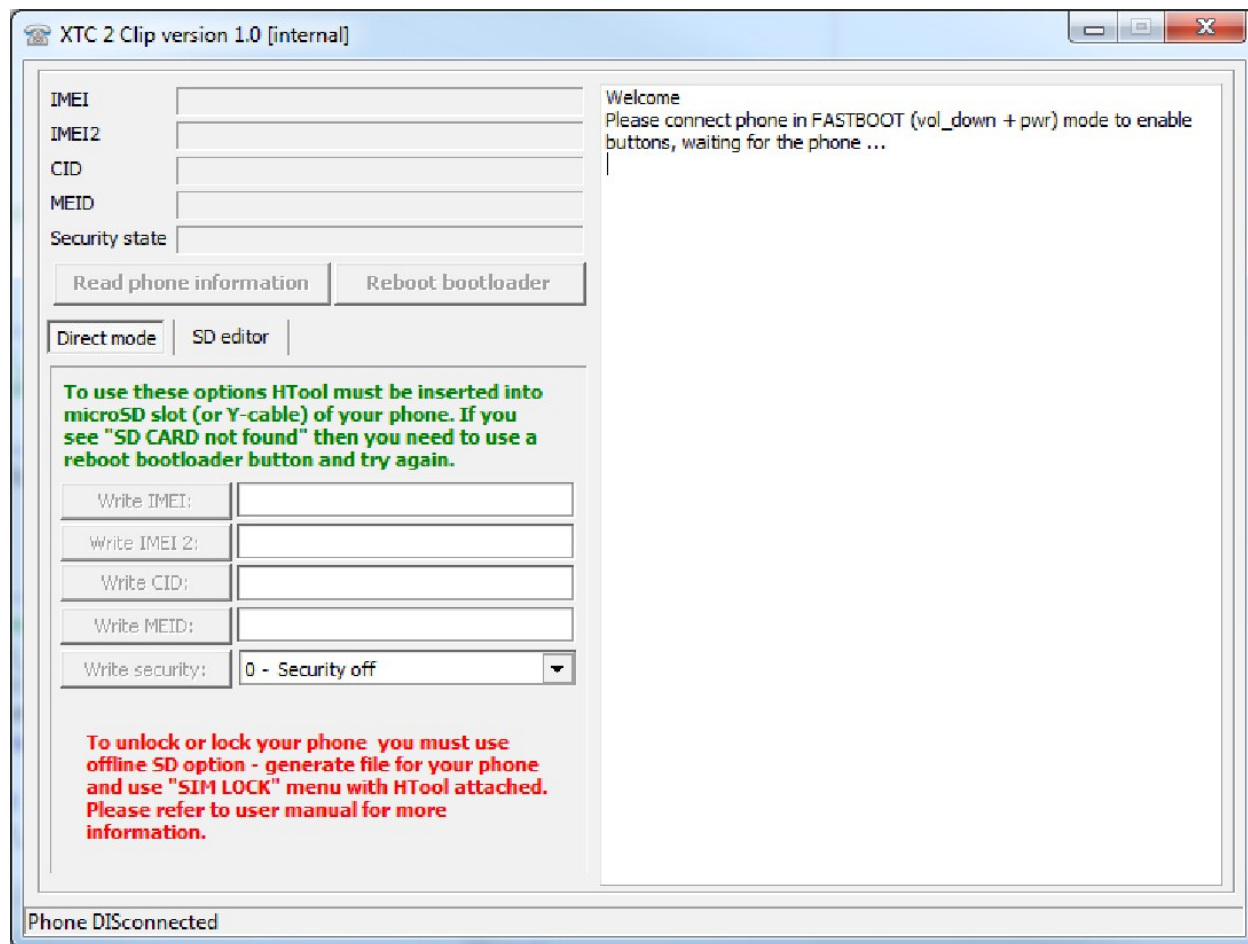 XTC 2 Clip version 1.0 [internal]
IMEI
IMEI2
CID
MEID
Security state
Read phone information
Reboot bootloader
Direct mode
SD editor
To use these options HTool must be inserted into
microSD slot (or Y-cable) of your phone. If you
see "SD CARD not found" then you need to use a
reboot bootloader button and try again.
Write IMEI:
Write IMEI 2:
Write CID:
Write MEID:
Write security:
0 - Security off
To unlock or lock your phone you must use
offline SD option - generate file for your phone
and use "SIM LOCK" menu with HTool attached.
Please refer to user manual for more
information.
Welcome
Please connect phone in FASTBOOT (vol_down + pwr) mode to enable
buttons, waiting for the phone ...
Phone DISconnected